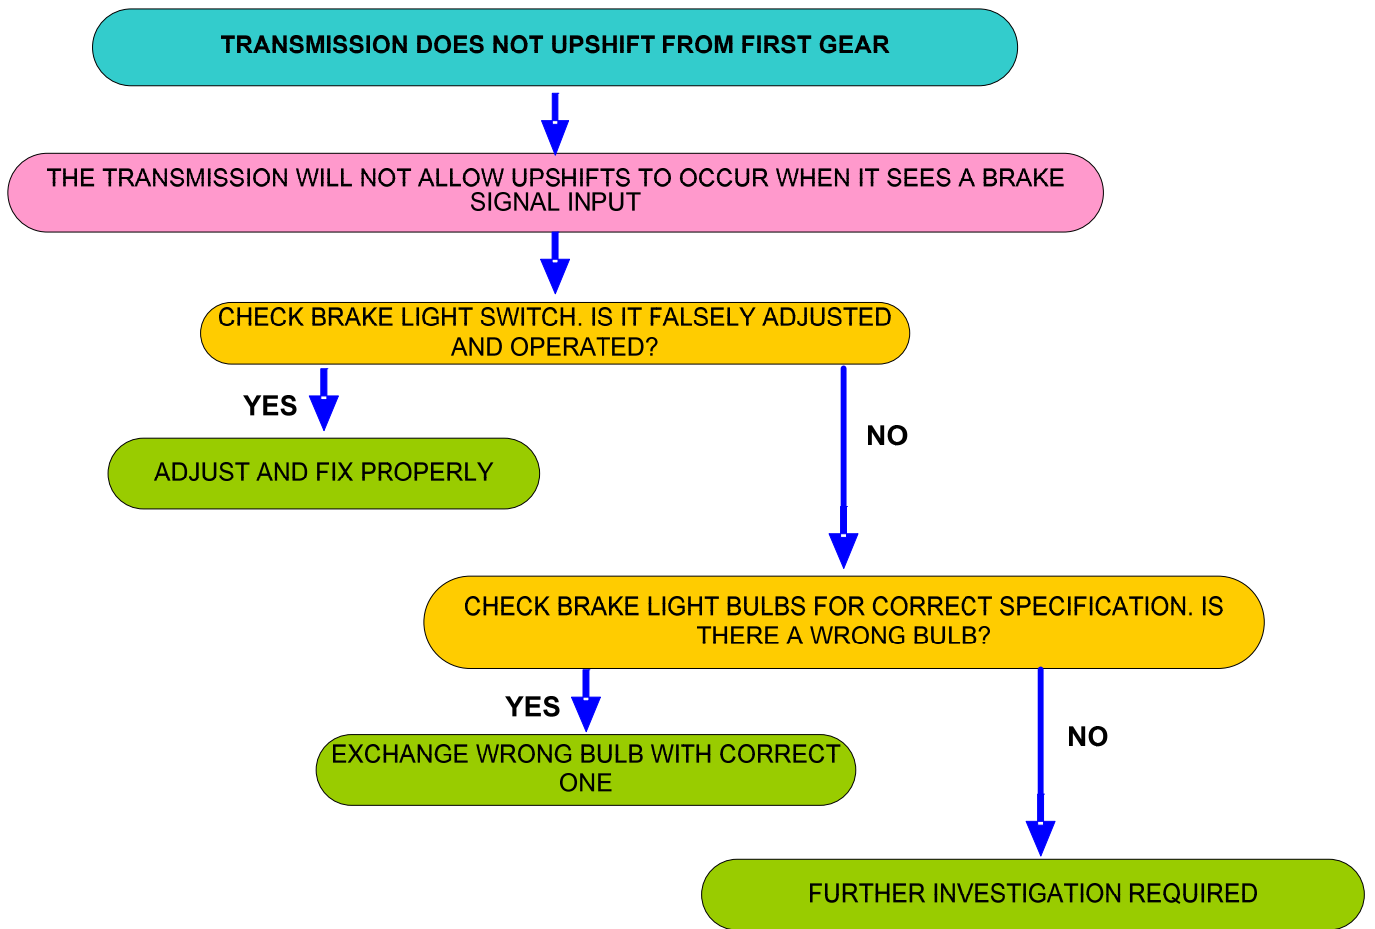 TRANSMISSION DOES NOT UPSHIFT FROM FIRST GEAR
THE TRANSMISSION WILL NOT ALLOW UPSHIFTS TO OCCUR WHEN IT SEES A BRAKE
SIGNAL INPUT
CHECK BRAKE LIGHT SWITCH. IS IT FALSELY ADJUSTED
AND OPERATED?
YES
NO
ADJUST AND FIX PROPERLY
CHECK BRAKE LIGHT BULBS FOR CORRECT SPECIFICATION. IS
THERE A WRONG BULB?
YES
NO
EXCHANGE WRONG BULB WITH CORRECT
ONE
FURTHER INVESTIGATION REQUIRED